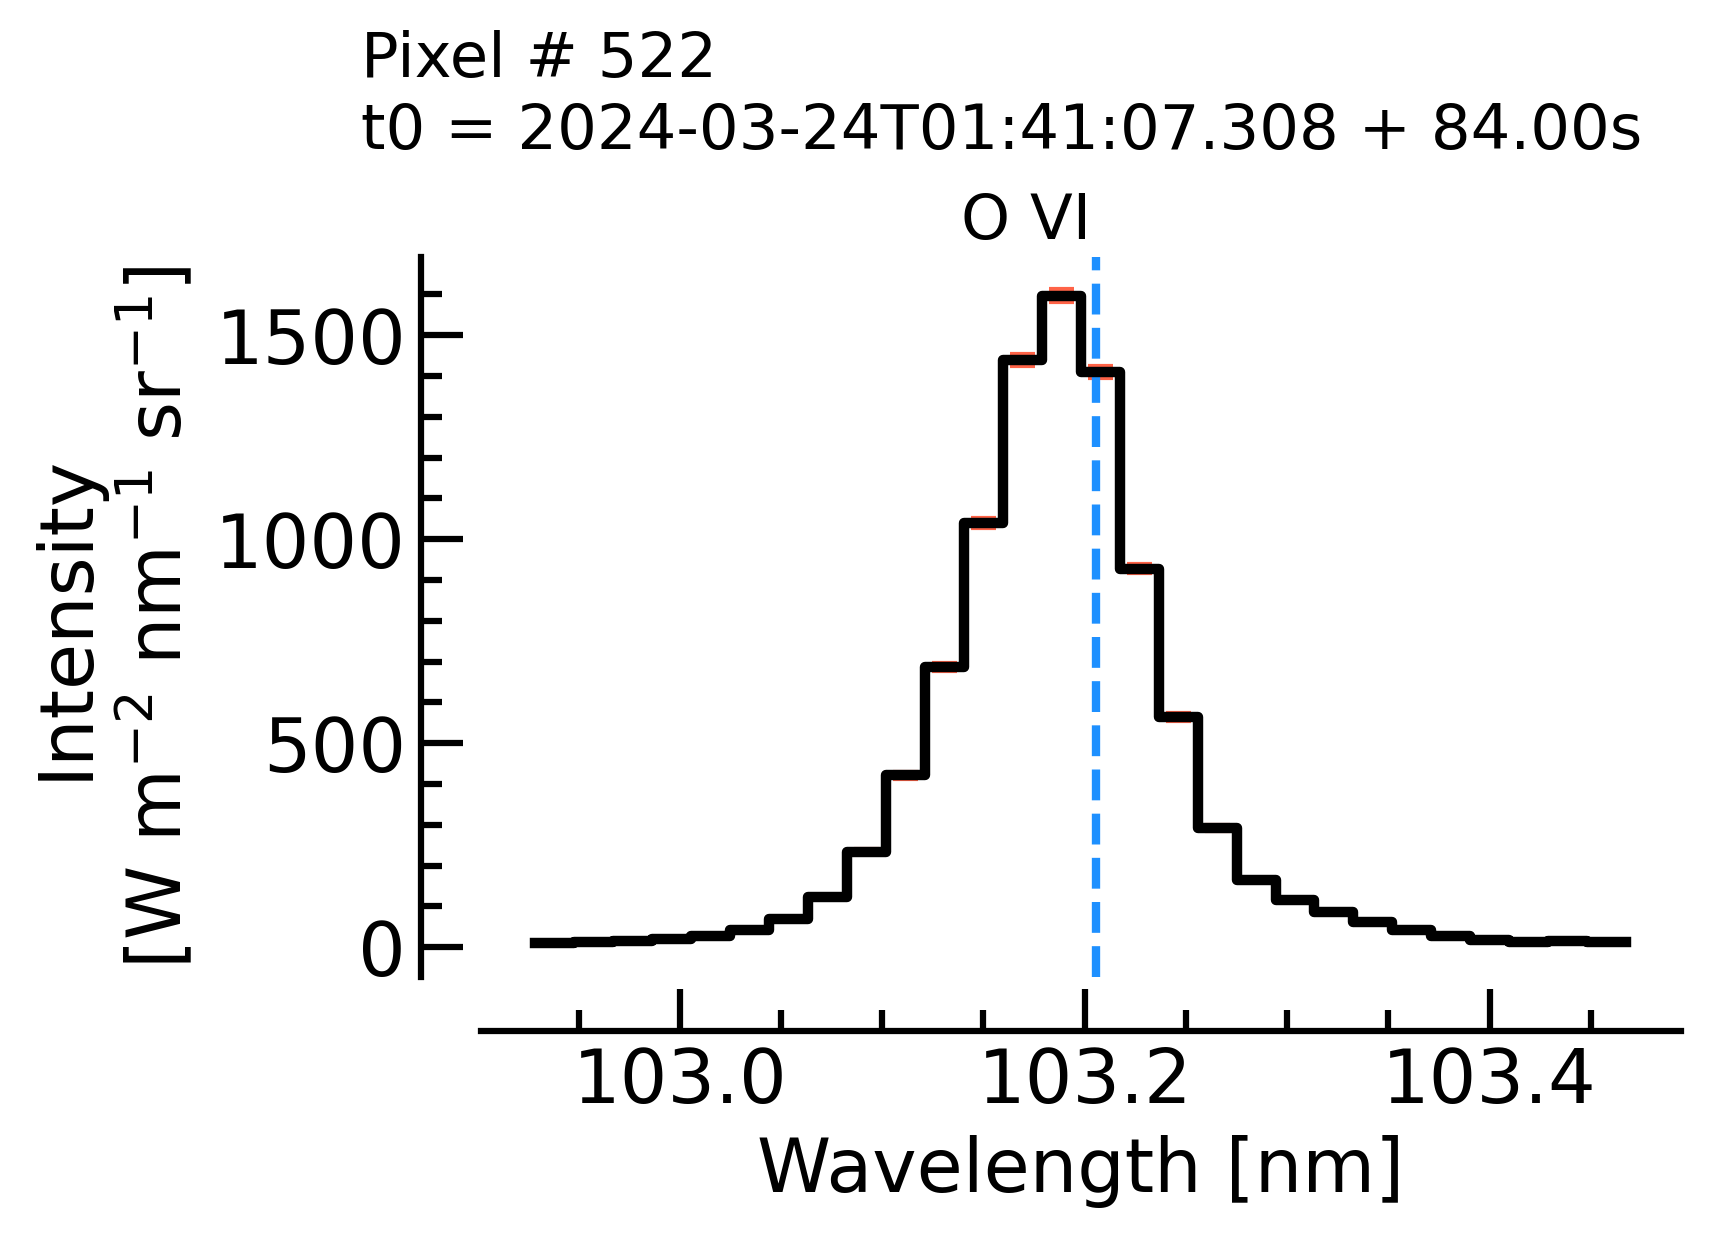 Pixel # 522
t0 = 2024-03-24T01:41:07.308 + 84.00s
O VI
Intensity
[W m⁻² nm⁻¹ sr⁻¹]
1500
1000
500
0
103.0 103.2 103.4
Wavelength [nm]